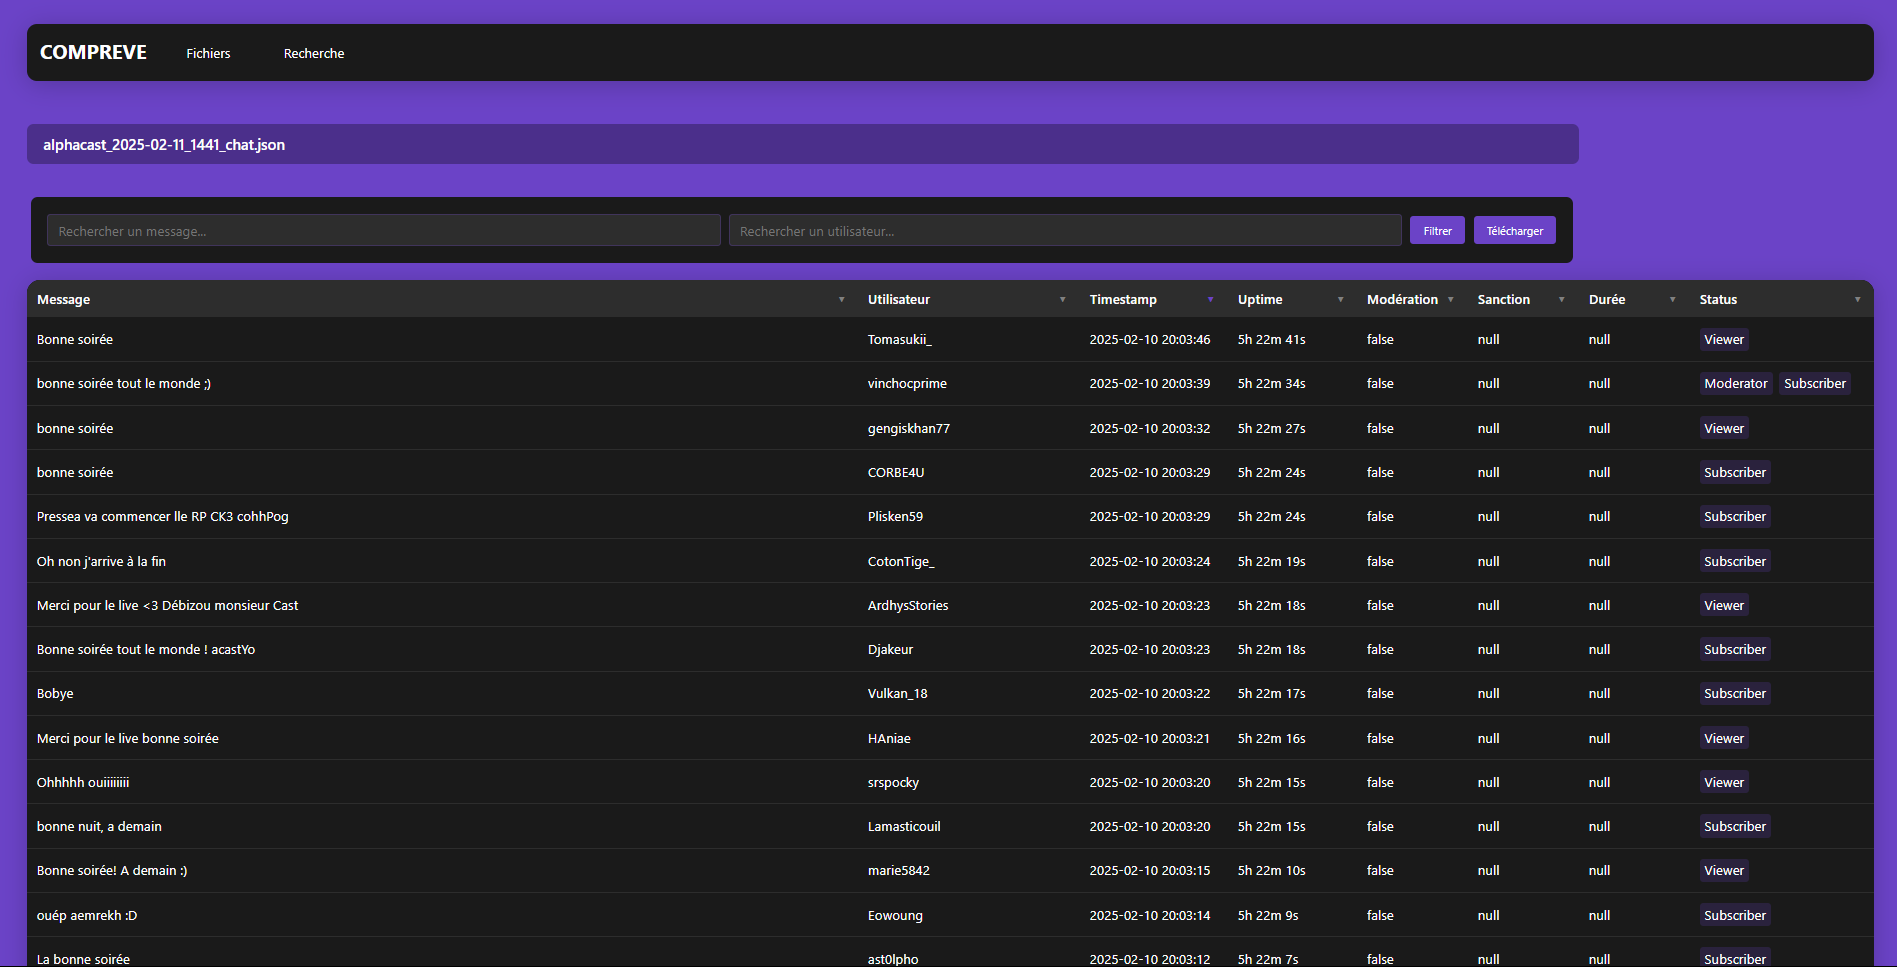 COMPREVE Fichiers Recherche
alphacast_2025-02-11_1441_chat.json
Rechercher un message... Rechercher un utilisateur... Filtrer Télécharger
Message Utilisateur Timestamp Uptime Modération Sanction Durée Status
Bonne soirée Tomasukii_ 2025-02-10 20:03:46 5h 22m 41s false null null Viewer
bonne soirée tout le monde ;) vinchocprime 2025-02-10 20:03:39 5h 22m 34s false null null Moderator Subscriber
bonne soirée gengiskhan77 2025-02-10 20:03:32 5h 22m 27s false null null Viewer
bonne soirée CORBE4U 2025-02-10 20:03:29 5h 22m 24s false null null Subscriber
Pressea va commencer lle RP CK3 cohhPog Plisken59 2025-02-10 20:03:29 5h 22m 24s false null null Subscriber
Oh non j'arrive à la fin CotonTige_ 2025-02-10 20:03:24 5h 22m 19s false null null Subscriber
Merci pour le live <3 Débizou monsieur Cast ArdhysStories 2025-02-10 20:03:23 5h 22m 18s false null null Viewer
Bonne soirée tout le monde ! acastYo Djakeur 2025-02-10 20:03:23 5h 22m 18s false null null Subscriber
Bobye Vulkan_18 2025-02-10 20:03:22 5h 22m 17s false null null Subscriber
Merci pour le live bonne soirée HAniae 2025-02-10 20:03:21 5h 22m 16s false null null Viewer
Ohhhhh ouiiiiiiii srspocky 2025-02-10 20:03:20 5h 22m 15s false null null Viewer
bonne nuit, a demain Lamasticouil 2025-02-10 20:03:20 5h 22m 15s false null null Subscriber
Bonne soirée! A demain :) marie5842 2025-02-10 20:03:15 5h 22m 10s false null null Viewer
ouép aemrekh :D Eowoung 2025-02-10 20:03:14 5h 22m 9s false null null Subscriber
La bonne soirée ast0lpho 2025-02-10 20:03:12 5h 22m 7s false null null Subscriber